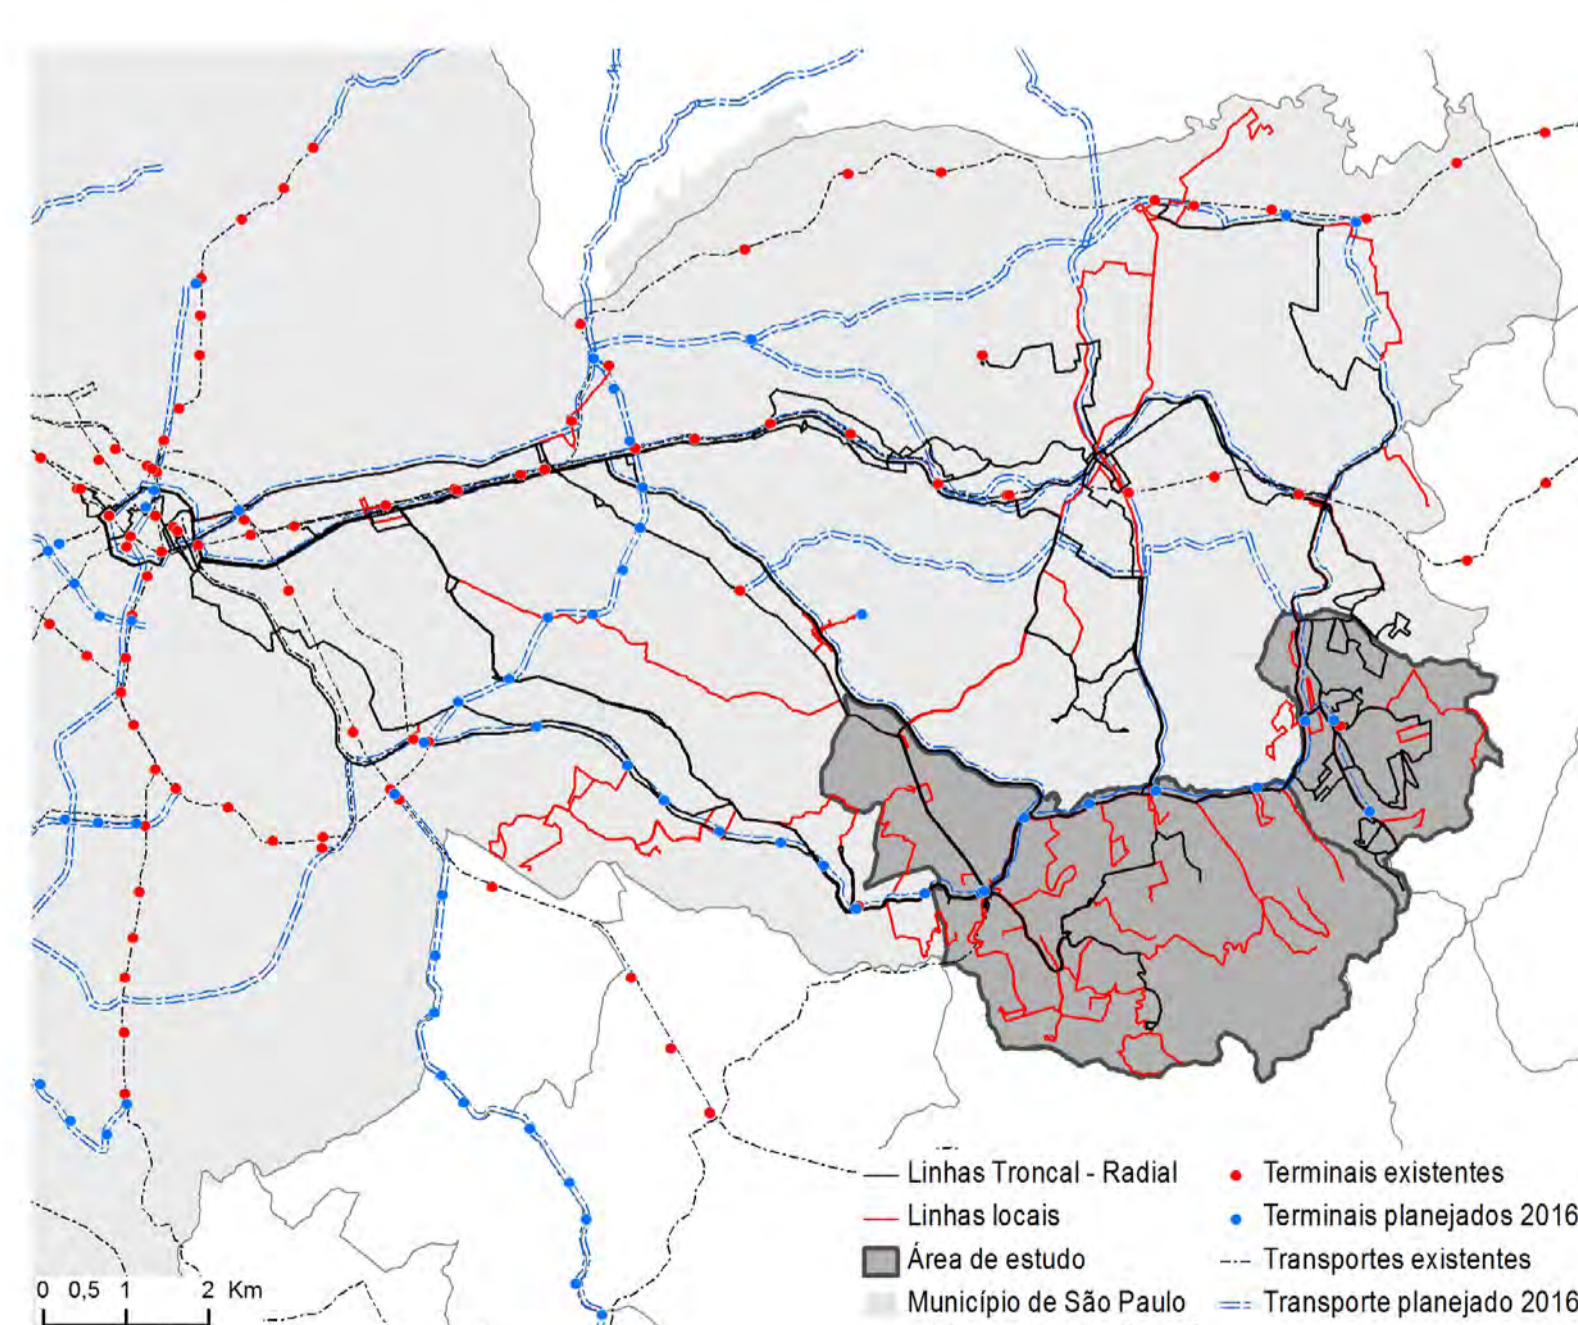 Linhas Troncal - Radial
Linhas locais
Área de estudo
Município de São Paulo
Terminais existentes
Terminais planejados 2016
Transportes existentes
Transporte planejado 2016
0 0,5 1 2 Km